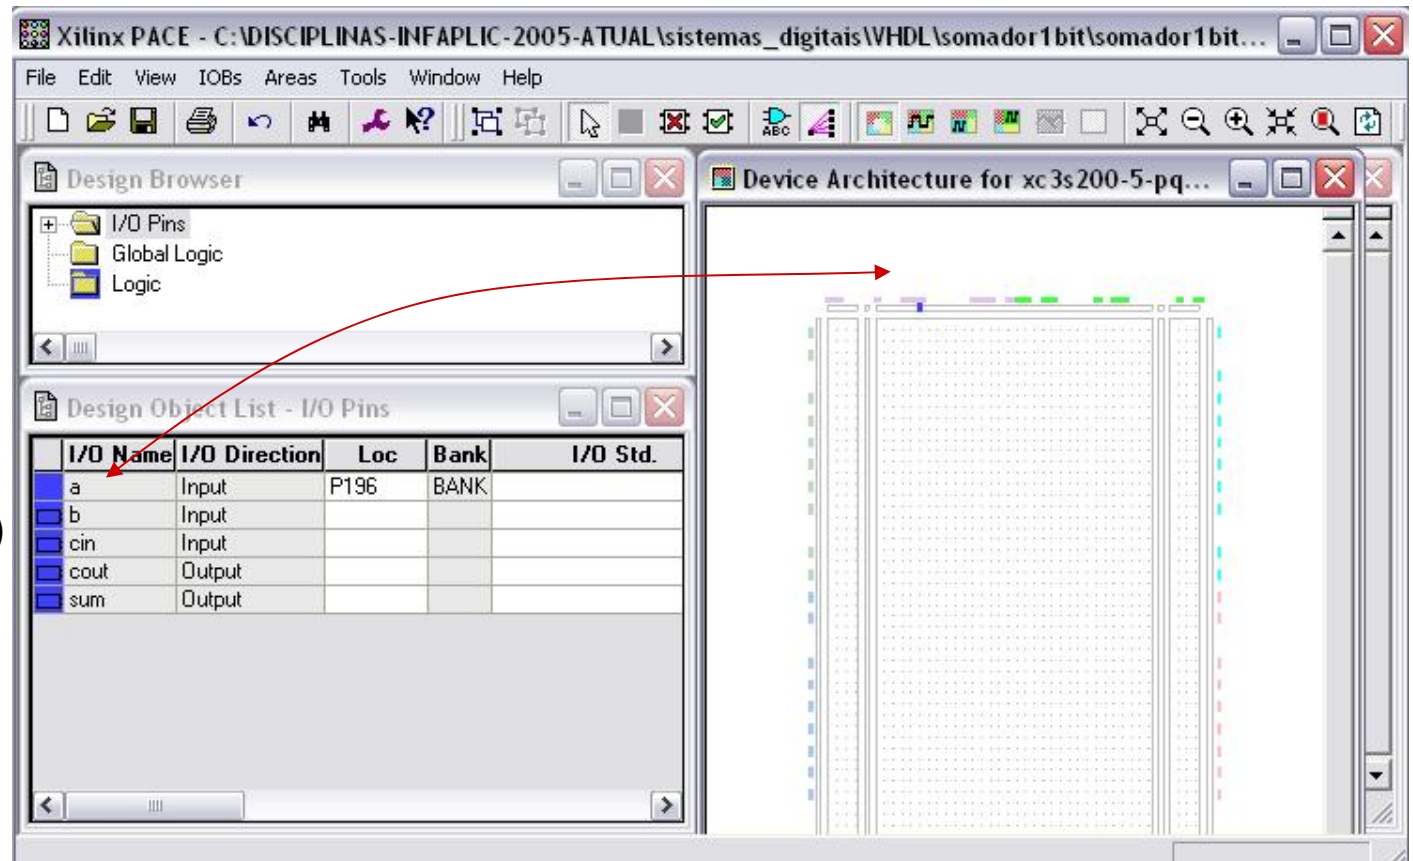 Xilinx PACE - C:\DISCIPLINAS-INFAPLIC-2005-ATUAL\sistemas_digitais\VHDL\somador1bit\somador1bit...
File Edit View IOBs Areas Tools Window Help
ABC
Design Browser
I/O Pins
Global Logic
Logic
Design Object List - I/O Pins
I/O Name I/O Direction Loc Bank I/O Std.
a Input P196 BANK
b Input
cin Input
cout Output
sum Output
)
Device Architecture for xc3s200-5-pq...